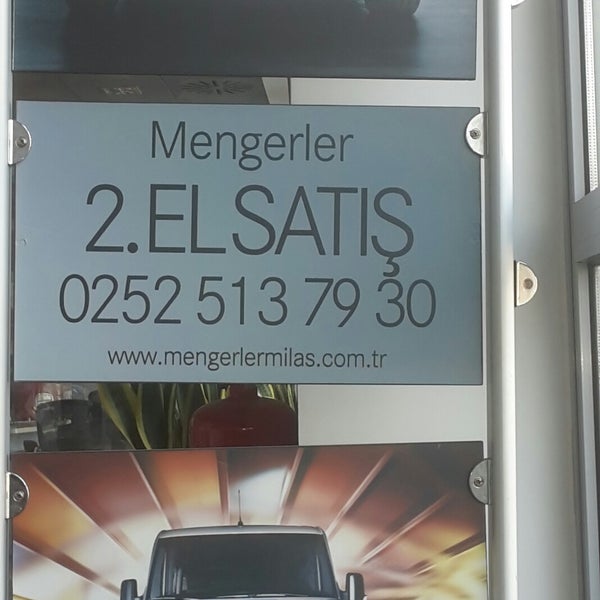 Mengerler
2.EL SATIŞ
0252 513 79 30
www.mengerlermilas.com.tr